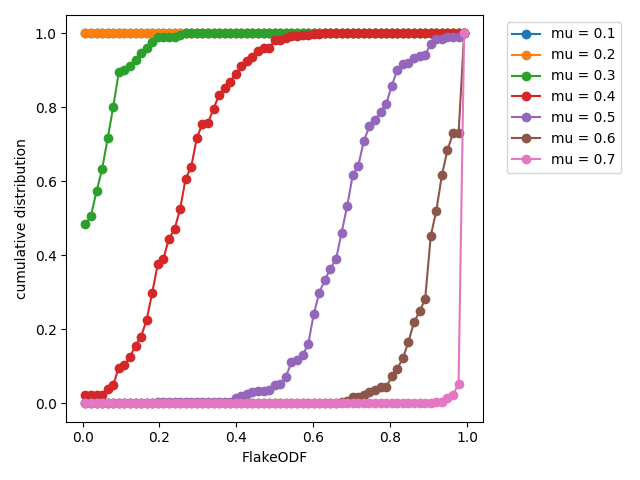 1.0
0.8
0.6
0.4
0.2
0.0
cumulative distribution
0.0 0.2 0.4 0.6 0.8 1.0
FlakeODF
mu = 0.1
mu = 0.2
mu = 0.3
mu = 0.4
mu = 0.5
mu = 0.6
mu = 0.7